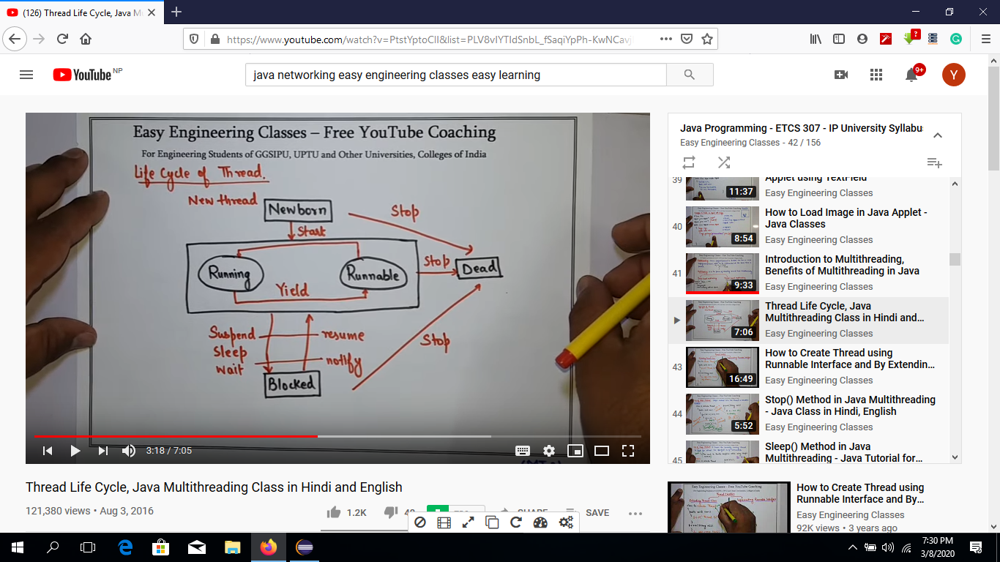 (126) Thread Life Cycle, Java M
https://www.youtube.com/watch?v=PtstYptoCII&list=PLV8vIYTIdSnbL_fSaqiYpPh-KwNCavj
YouTube NP
java networking easy engineering classes easy learning
9+
Y
Easy Engineering Classes – Free YouTube Coaching
For Engineering Students of GGSIPU, UPTU and Other Universities, Colleges of India
Life Cycle of Thread.
New thread
Newborn
Stop
Start
Running
Runnable
Stop
Dead
Yield
Suspend
resume
Sleep
Stop
wait
notify
Blocked
3:18 / 7:05
Thread Life Cycle, Java Multithreading Class in Hindi and English
121,380 views • Aug 3, 2016
1.2K
SHARE
SAVE
Java Programming - ETCS 307 - IP University Syllabu
Easy Engineering Classes - 42 / 156
39
Applet using TextField
11:37
Easy Engineering Classes
40
How to Load Image in Java Applet -
Java Classes
8:54
Easy Engineering Classes
41
Introduction to Multithreading,
Benefits of Multithreading in Java
9:33
Easy Engineering Classes
Thread Life Cycle, Java
Multithreading Class in Hindi and...
7:06
Easy Engineering Classes
43
How to Create Thread using
Runnable Interface and By Extendin...
16:49
Easy Engineering Classes
44
Stop() Method in Java Multithreading
- Java Class in Hindi, English
5:52
Easy Engineering Classes
45
Sleep() Method in Java
Multithreading - Java Tutorial for...
How to Create Thread using
Runnable Interface and By...
Easy Engineering Classes
92K views • 3 years ago
7:30 PM
3/8/2020